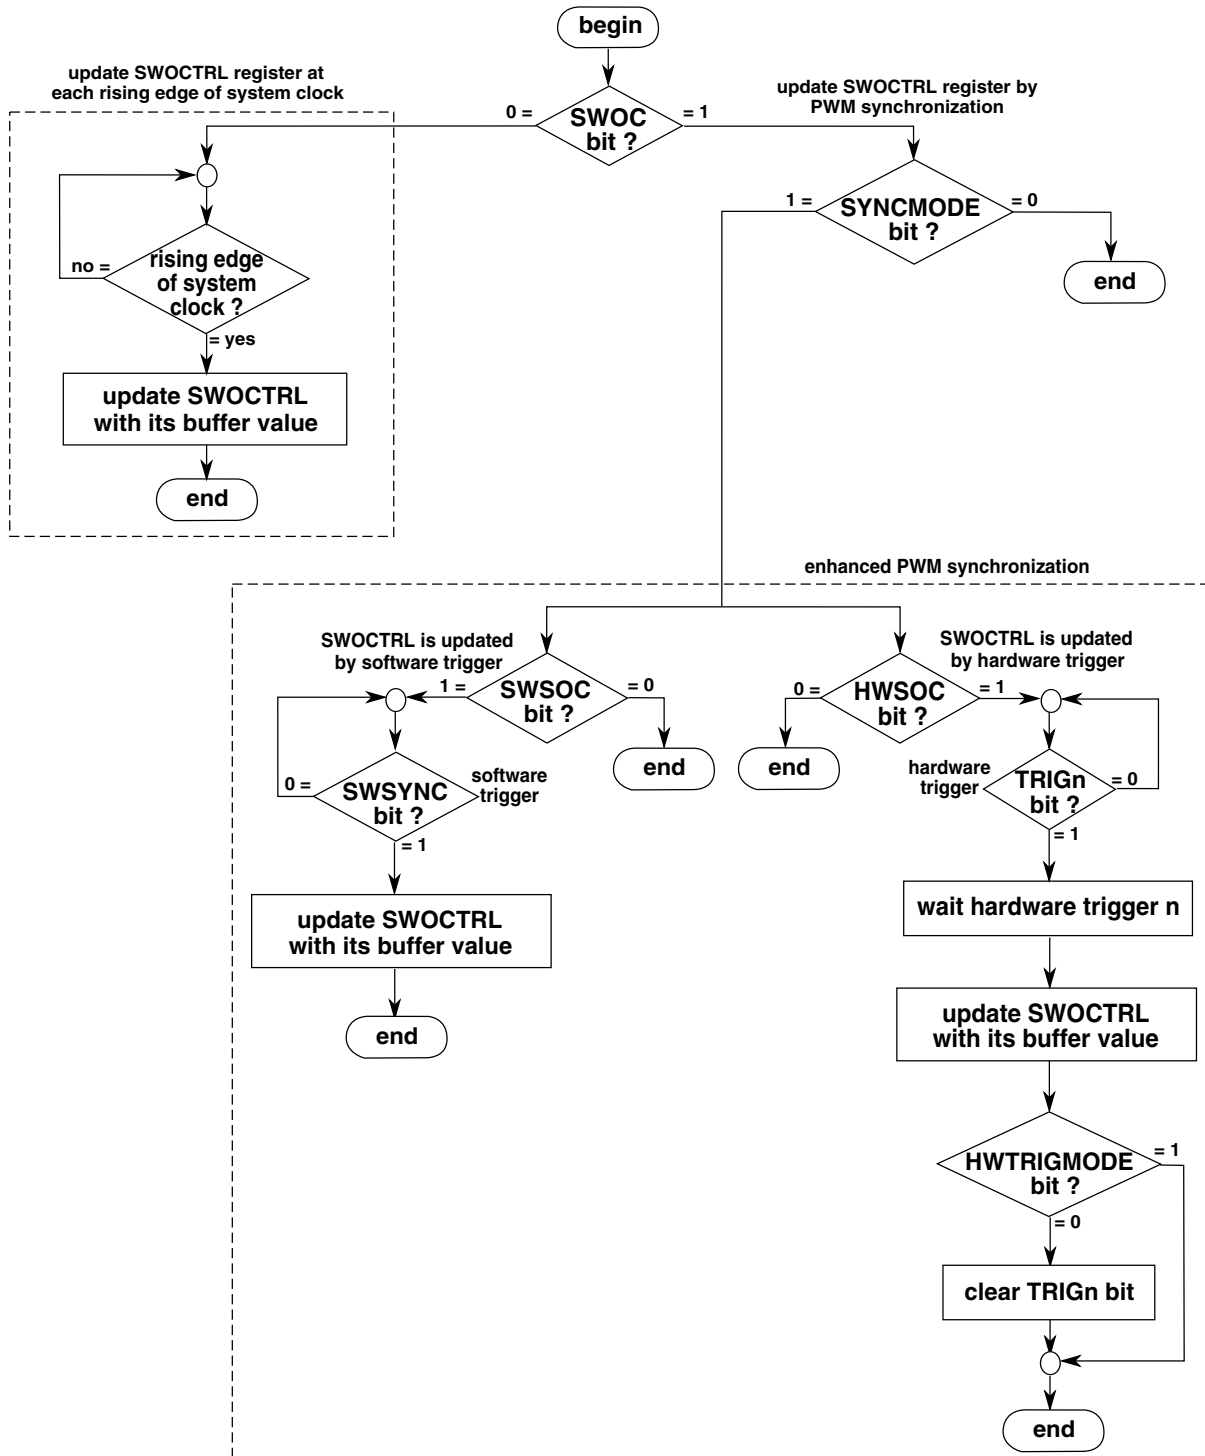 begin
update SWOCTRL register at
each rising edge of system clock
update SWOCTRL register by
PWM synchronization
0 =
SWOC
bit ?
= 1
1 =
SYNCMODE
bit ?
= 0
end
no =
rising edge
of system
clock ?
= yes
update SWOCTRL
with its buffer value
end
enhanced PWM synchronization
SWOCTRL is updated
by software trigger
SWOCTRL is updated
by hardware trigger
1 =
SWSOC
bit ?
= 0
0 =
HWSOC
bit ?
= 1
end
end
0 =
SWSYNC
bit ?
software
trigger
= 1
hardware
trigger
TRIGn
bit ?
= 0
= 1
update SWOCTRL
with its buffer value
end
wait hardware trigger n
update SWOCTRL
with its buffer value
HWTRIGMODE
bit ?
= 1
= 0
clear TRIGn bit
end